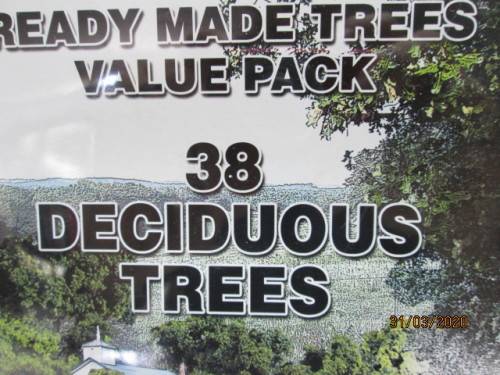 READY MADE TREES
VALUE PACK
38
DECIDUOUS
TREES
31/03/2020